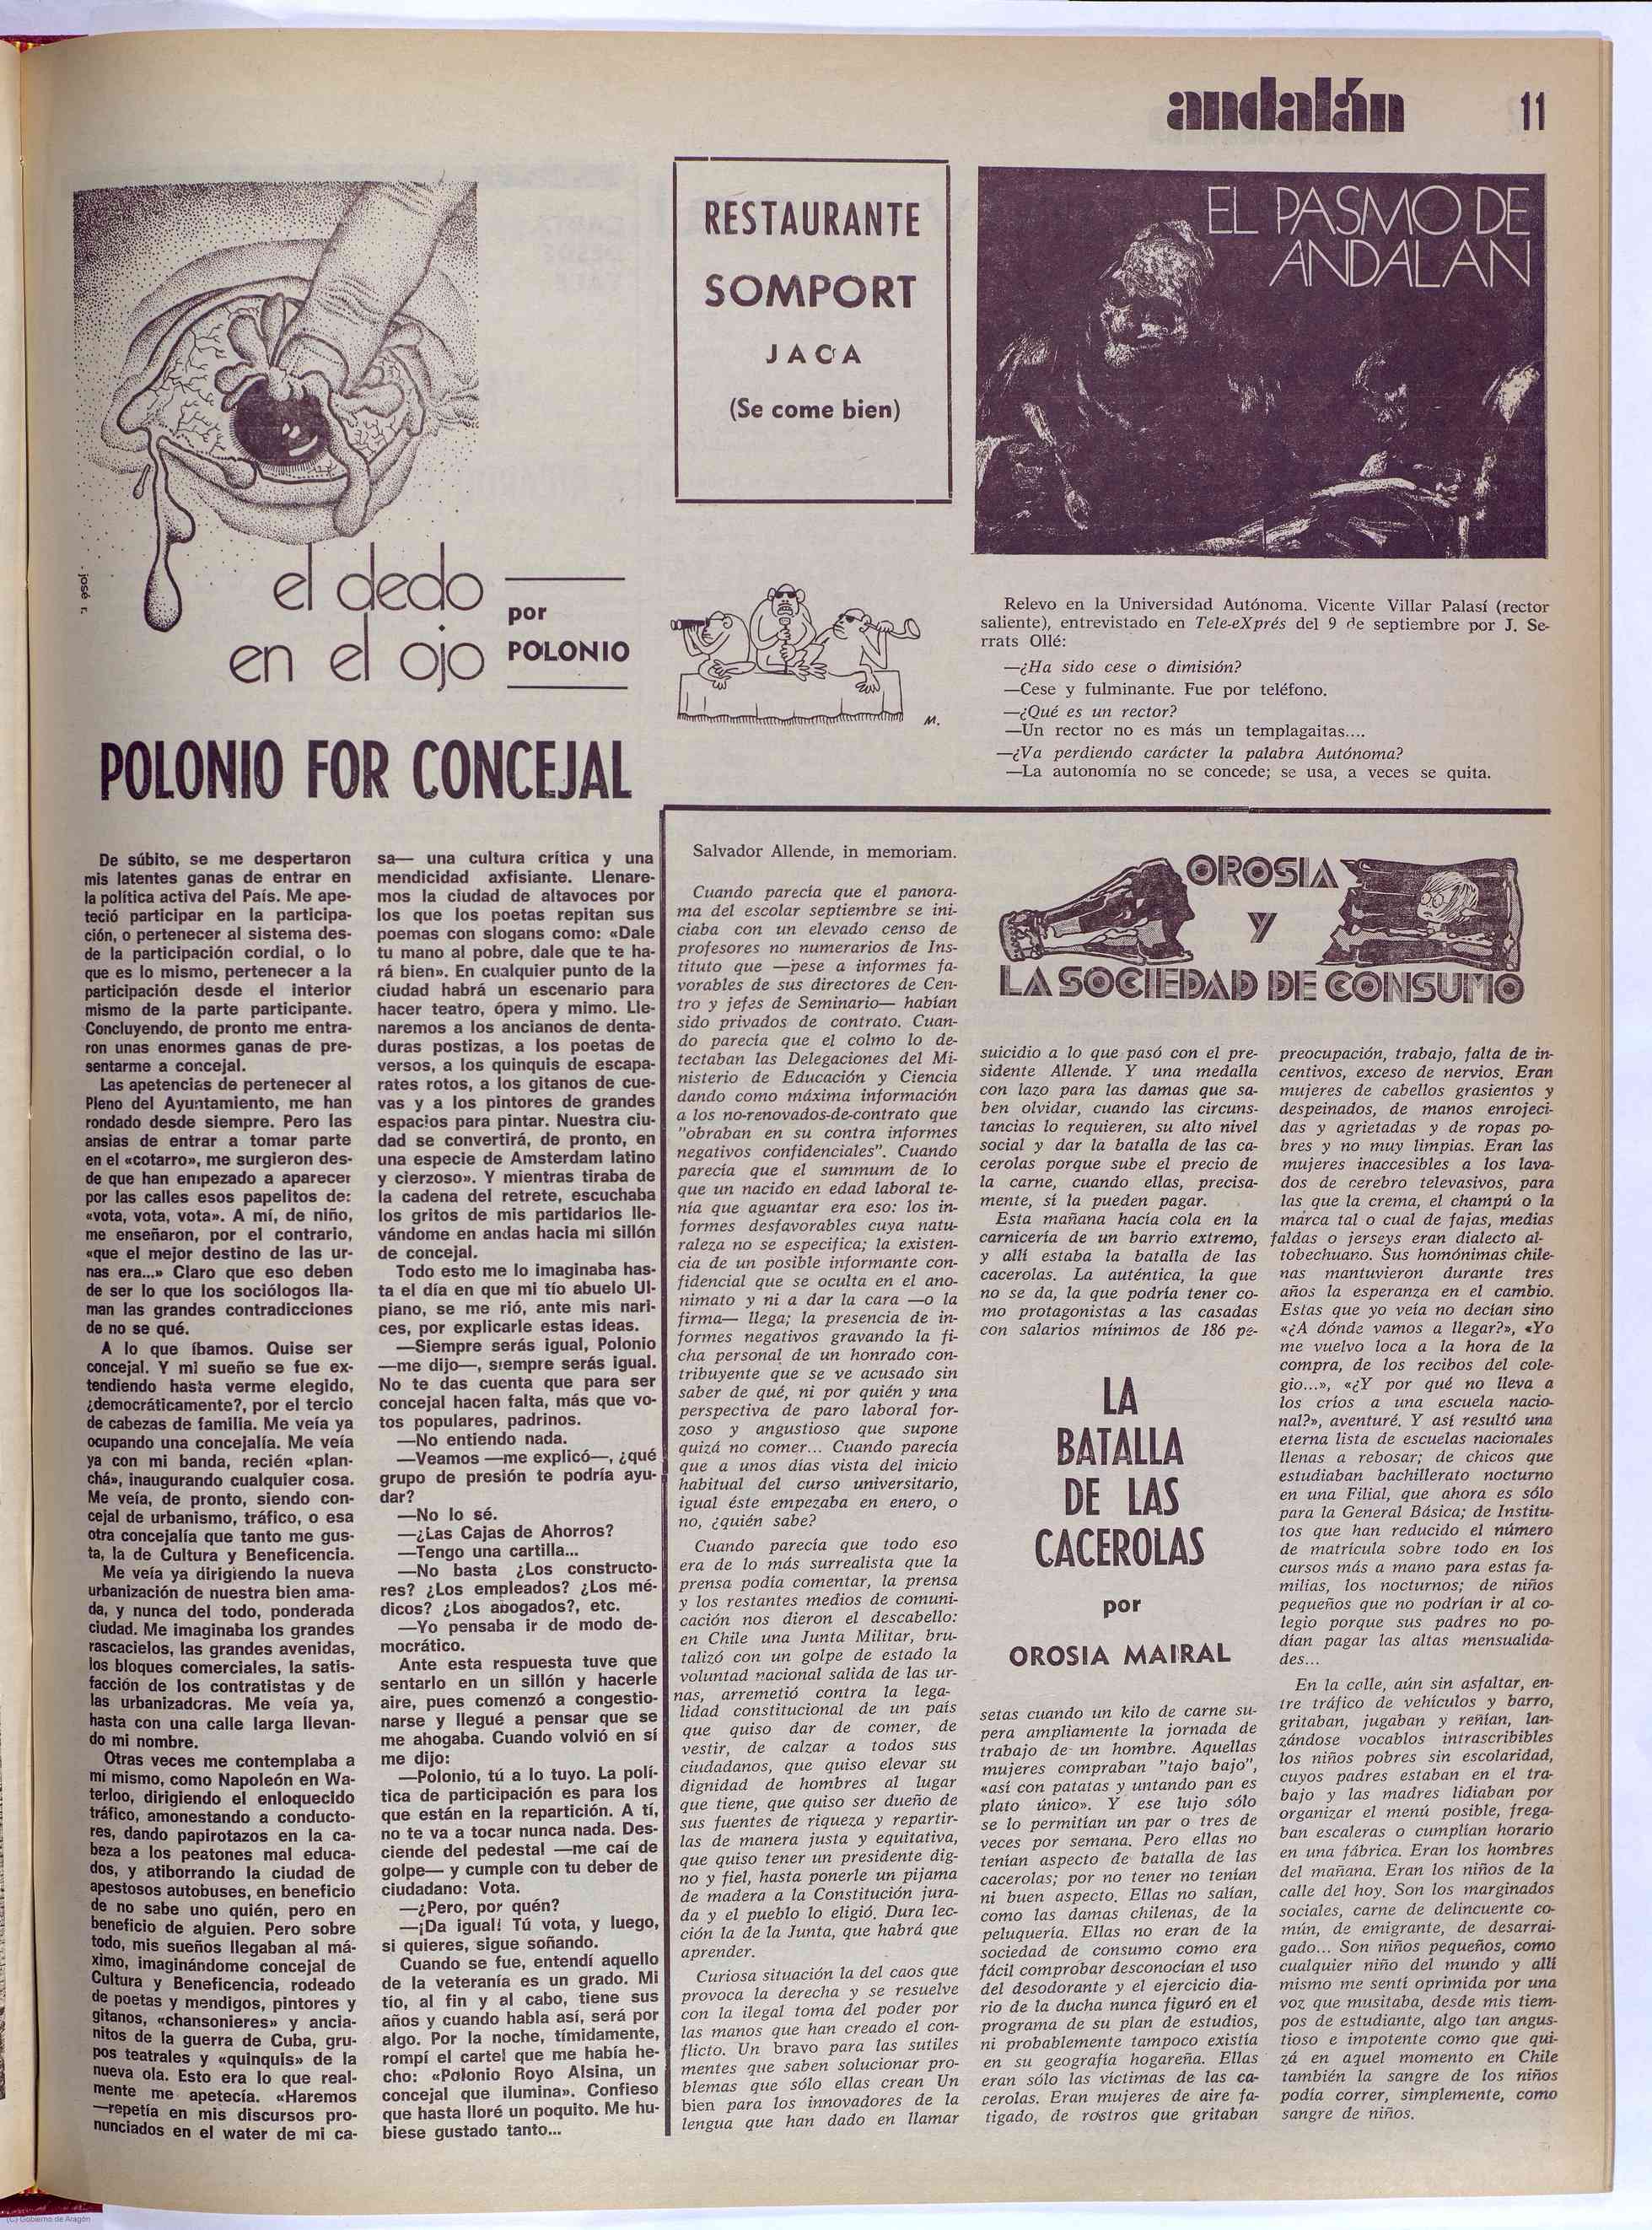 andalán
11
- josé r.
el dedo
en el ojo
por
POLONIO
RESTAURANTE
SOMPORT
JACA
(Se come bien)
M.
EL PASMO DE
ANDALAN
Relevo en la Universidad Autónoma. Vicente Villar Palasí (rector
saliente), entrevistado en Tele-eXprés del 9 de septiembre por J. Se-
rrats Ollé:
—¿Ha sido cese o dimisión?
—Cese y fulminante. Fue por teléfono.
—¿Qué es un rector?
—Un rector no es más un templagaitas....
—¿Va perdiendo carácter la palabra Autónoma?
—La autonomía no se concede; se usa, a veces se quita.
POLONIO FOR CONCEJAL
De súbito, se me despertaron
mis latentes ganas de entrar en
la política activa del País. Me ape-
teció participar en la participa-
ción, o pertenecer al sistema des-
de la participación cordial, o lo
que es lo mismo, pertenecer a la
participación desde el interior
mismo de la parte participante.
Concluyendo, de pronto me entra-
ron unas enormes ganas de pre-
sentarme a concejal.
Las apetencias de pertenecer al
Pleno del Ayuntamiento, me han
rondado desde siempre. Pero las
ansias de entrar a tomar parte
en el «cotarro», me surgieron des-
de que han empezado a aparecer
por las calles esos papelitos de:
«vota, vota, vota». A mí, de niño,
me enseñaron, por el contrario,
«que el mejor destino de las ur-
nas era...» Claro que eso deben
de ser lo que los sociólogos lla-
man las grandes contradicciones
de no se qué.
A lo que íbamos. Quise ser
concejal. Y mi sueño se fue ex-
tendiendo hasta verme elegido,
¿democráticamente?, por el tercio
de cabezas de familia. Me veía ya
ocupando una concejalía. Me veía
ya con mi banda, recién «plan-
chá», inaugurando cualquier cosa.
Me veía, de pronto, siendo con-
cejal de urbanismo, tráfico, o esa
otra concejalía que tanto me gus-
ta, la de Cultura y Beneficencia.
Me veía ya dirigiendo la nueva
urbanización de nuestra bien ama-
da, y nunca del todo, ponderada
ciudad. Me imaginaba los grandes
rascacielos, las grandes avenidas,
los bloques comerciales, la satis-
facción de los contratistas y de
las urbanizadoras. Me veía ya,
hasta con una calle larga llevan-
do mi nombre.
Otras veces me contemplaba a
mí mismo, como Napoleón en Wa-
terloo, dirigiendo el enloquecido
tráfico, amonestando a conducto-
res, dando papirotazos en la ca-
beza a los peatones mal educa-
dos, y atiborrando la ciudad de
apestosos autobuses, en beneficio
de no sabe uno quién, pero en
beneficio de alguien. Pero sobre
todo, mis sueños llegaban al má-
ximo, imaginándome concejal de
Cultura y Beneficencia, rodeado
de poetas y mendigos, pintores y
gitanos, «chansonieres» y ancia-
nitos de la guerra de Cuba, gru-
pos teatrales y «quinquis» de la
nueva ola. Esto era lo que real-
mente me apetecía. «Haremos
—repetía en mis discursos pro-
nunciados en el water de mi ca-
sa— una cultura crítica y una
mendicidad axfisiante. Llenare-
mos la ciudad de altavoces por
los que los poetas repitan sus
poemas con slogans como: «Dale
tu mano al pobre, dale que te ha-
rá bien». En cualquier punto de la
ciudad habrá un escenario para
hacer teatro, ópera y mimo. Lle-
naremos a los ancianos de denta-
duras postizas, a los poetas de
versos, a los quinquis de escapa-
rates rotos, a los gitanos de cue-
vas y a los pintores de grandes
espacios para pintar. Nuestra ciu-
dad se convertirá, de pronto, en
una especie de Amsterdam latino
y cierzoso». Y mientras tiraba de
la cadena del retrete, escuchaba
los gritos de mis partidarios lle-
vándome en andas hacia mi sillón
de concejal.
Todo esto me lo imaginaba has-
ta el día en que mi tío abuelo Ul-
piano, se me rió, ante mis nari-
ces, por explicarle estas ideas.
—Siempre serás igual, Polonio
—me dijo—, siempre serás igual.
No te das cuenta que para ser
concejal hacen falta, más que vo-
tos populares, padrinos.
—No entiendo nada.
—Veamos —me explicó—, ¿qué
grupo de presión te podría ayu-
dar?
—No lo sé.
—¿Las Cajas de Ahorros?
—Tengo una cartilla...
—No basta ¿Los constructo-
res? ¿Los empleados? ¿Los mé-
dicos? ¿Los abogados?, etc.
—Yo pensaba ir de modo de-
mocrático.
Ante esta respuesta tuve que
sentarlo en un sillón y hacerle
aire, pues comenzó a congestio-
narse y llegué a pensar que se
me ahogaba. Cuando volvió en sí
me dijo:
—Polonio, tú a lo tuyo. La polí-
tica de participación es para los
que están en la repartición. A tí,
no te va a tocar nunca nada. Des-
ciende del pedestal —me caí de
golpe— y cumple con tu deber de
ciudadano: Vota.
—¿Pero, por quén?
—¡Da igual! Tú vota, y luego,
si quieres, sigue soñando.
Cuando se fue, entendí aquello
de la veteranía es un grado. Mi
tío, al fin y al cabo, tiene sus
años y cuando habla así, será por
algo. Por la noche, tímidamente,
rompí el cartel que me había he-
cho: «Polonio Royo Alsina, un
concejal que ilumina». Confieso
que hasta lloré un poquito. Me hu-
biese gustado tanto...
Salvador Allende, in memoriam.
Cuando parecía que el panora-
ma del escolar septiembre se ini-
ciaba con un elevado censo de
profesores no numerarios de Ins-
tituto que —pese a informes fa-
vorables de sus directores de Cen-
tro y jefes de Seminario— habían
sido privados de contrato. Cuan-
do parecía que el colmo lo de-
tectaban las Delegaciones del Mi-
nisterio de Educación y Ciencia
dando como máxima información
a los no-renovados-de-contrato que
"obraban en su contra informes
negativos confidenciales". Cuando
parecía que el summum de lo
que un nacido en edad laboral te-
nía que aguantar era eso: los in-
formes desfavorables cuya natu-
raleza no se especifica; la existen-
cia de un posible informante con-
fidencial que se oculta en el ano-
nimato y ni a dar la cara —o la
firma— llega; la presencia de in-
formes negativos gravando la fi-
cha personal de un honrado con-
tribuyente que se ve acusado sin
saber de qué, ni por quién y una
perspectiva de paro laboral for-
zoso y angustioso que supone
quizá no comer... Cuando parecía
que a unos días vista del inicio
habitual del curso universitario,
igual éste empezaba en enero, o
no, ¿quién sabe?
Cuando parecía que todo eso
era de lo más surrealista que la
prensa podía comentar, la prensa
y los restantes medios de comuni-
cación nos dieron el descabello:
en Chile una Junta Militar, bru-
talizó con un golpe de estado la
voluntad nacional salida de las ur-
nas, arremetió contra la lega-
lidad constitucional de un país
que quiso dar de comer, de
vestir, de calzar a todos sus
ciudadanos, que quiso elevar su
dignidad de hombres al lugar
que tiene, que quiso ser dueño de
sus fuentes de riqueza y repartir-
las de manera justa y equitativa,
que quiso tener un presidente dig-
no y fiel, hasta ponerle un pijama
de madera a la Constitución jura-
da y el pueblo lo eligió. Dura lec-
ción la de la Junta, que habrá que
aprender.
Curiosa situación la del caos que
provoca la derecha y se resuelve
con la ilegal toma del poder por
las manos que han creado el con-
flicto. Un bravo para las sutiles
mentes que saben solucionar pro-
blemas que sólo ellas crean Un
bien para los innovadores de la
lengua que han dado en llamar
OROSIA
Y
LA SOCIEDAD DE CONSUMO
suicidio a lo que pasó con el pre-
sidente Allende. Y una medalla
con lazo para las damas que sa-
ben olvidar, cuando las circuns-
tancias lo requieren, su alto nivel
social y dar la batalla de las ca-
cerolas porque sube el precio de
la carne, cuando ellas, precisa-
mente, sí la pueden pagar.
Esta mañana hacía cola en la
carnicería de un barrio extremo,
y allí estaba la batalla de las
cacerolas. La auténtica, la que
no se da, la que podría tener co-
mo protagonistas a las casadas
con salarios mínimos de 186 pe-
LA
BATALLA
DE LAS
CACEROLAS
por
OROSIA MAIRAL
setas cuando un kilo de carne su-
pera ampliamente la jornada de
trabajo de un hombre. Aquellas
mujeres compraban "tajo bajo",
«así con patatas y untando pan es
plato único». Y ese lujo sólo
se lo permitían un par o tres de
veces por semana. Pero ellas no
tenían aspecto de batalla de las
cacerolas; por no tener no tenían
ni buen aspecto. Ellas no salían,
como las damas chilenas, de la
peluquería. Ellas no eran de la
sociedad de consumo como era
fácil comprobar desconocían el uso
del desodorante y el ejercicio dia-
rio de la ducha nunca figuró en el
programa de su plan de estudios,
ni probablemente tampoco existía
en su geografía hogareña. Ellas
eran sólo las víctimas de las ca-
cerolas. Eran mujeres de aire fa-
tigado, de rostros que gritaban
preocupación, trabajo, falta de in-
centivos, exceso de nervios. Eran
mujeres de cabellos grasientos y
despeinados, de manos enrojeci-
das y agrietadas y de ropas po-
bres y no muy limpias. Eran las
mujeres inaccesibles a los lava-
dos de cerebro televasivos, para
las que la crema, el champú o la
marca tal o cual de fajas, medias
faldas o jerseys eran dialecto al-
tobechuano. Sus homónimas chile-
nas mantuvieron durante tres
años la esperanza en el cambio.
Estas que yo veía no decían sino
«¿A dónde vamos a llegar?», «Yo
me vuelvo loca a la hora de la
compra, de los recibos del cole-
gio...», «¿Y por qué no lleva a
los críos a una escuela nacio-
nal?», aventuré. Y así resultó una
eterna lista de escuelas nacionales
llenas a rebosar; de chicos que
estudiaban bachillerato nocturno
en una Filial, que ahora es sólo
para la General Básica; de Institu-
tos que han reducido el número
de matrícula sobre todo en los
cursos más a mano para estas fa-
milias, los nocturnos; de niños
pequeños que no podrían ir al co-
legio porque sus padres no po-
dían pagar las altas mensualida-
des...
En la calle, aún sin asfaltar, en-
tre tráfico de vehículos y barro,
gritaban, jugaban y reñían, lan-
zándose vocablos intrascribibles
los niños pobres sin escolaridad,
cuyos padres estaban en el tra-
bajo y las madres lidiaban por
organizar el menú posible, frega-
ban escaleras o cumplían horario
en una fábrica. Eran los hombres
del mañana. Eran los niños de la
calle del hoy. Son los marginados
sociales, carne de delincuente co-
mún, de emigrante, de desarrai-
gado... Son niños pequeños, como
cualquier niño del mundo y allí
mismo me sentí oprimida por una
voz que musitaba, desde mis tiem-
pos de estudiante, algo tan angus-
tioso e impotente como que qui-
zá en aquel momento en Chile
también la sangre de los niños
podía correr, simplemente, como
sangre de niños.
(C) Gobierno de Aragón